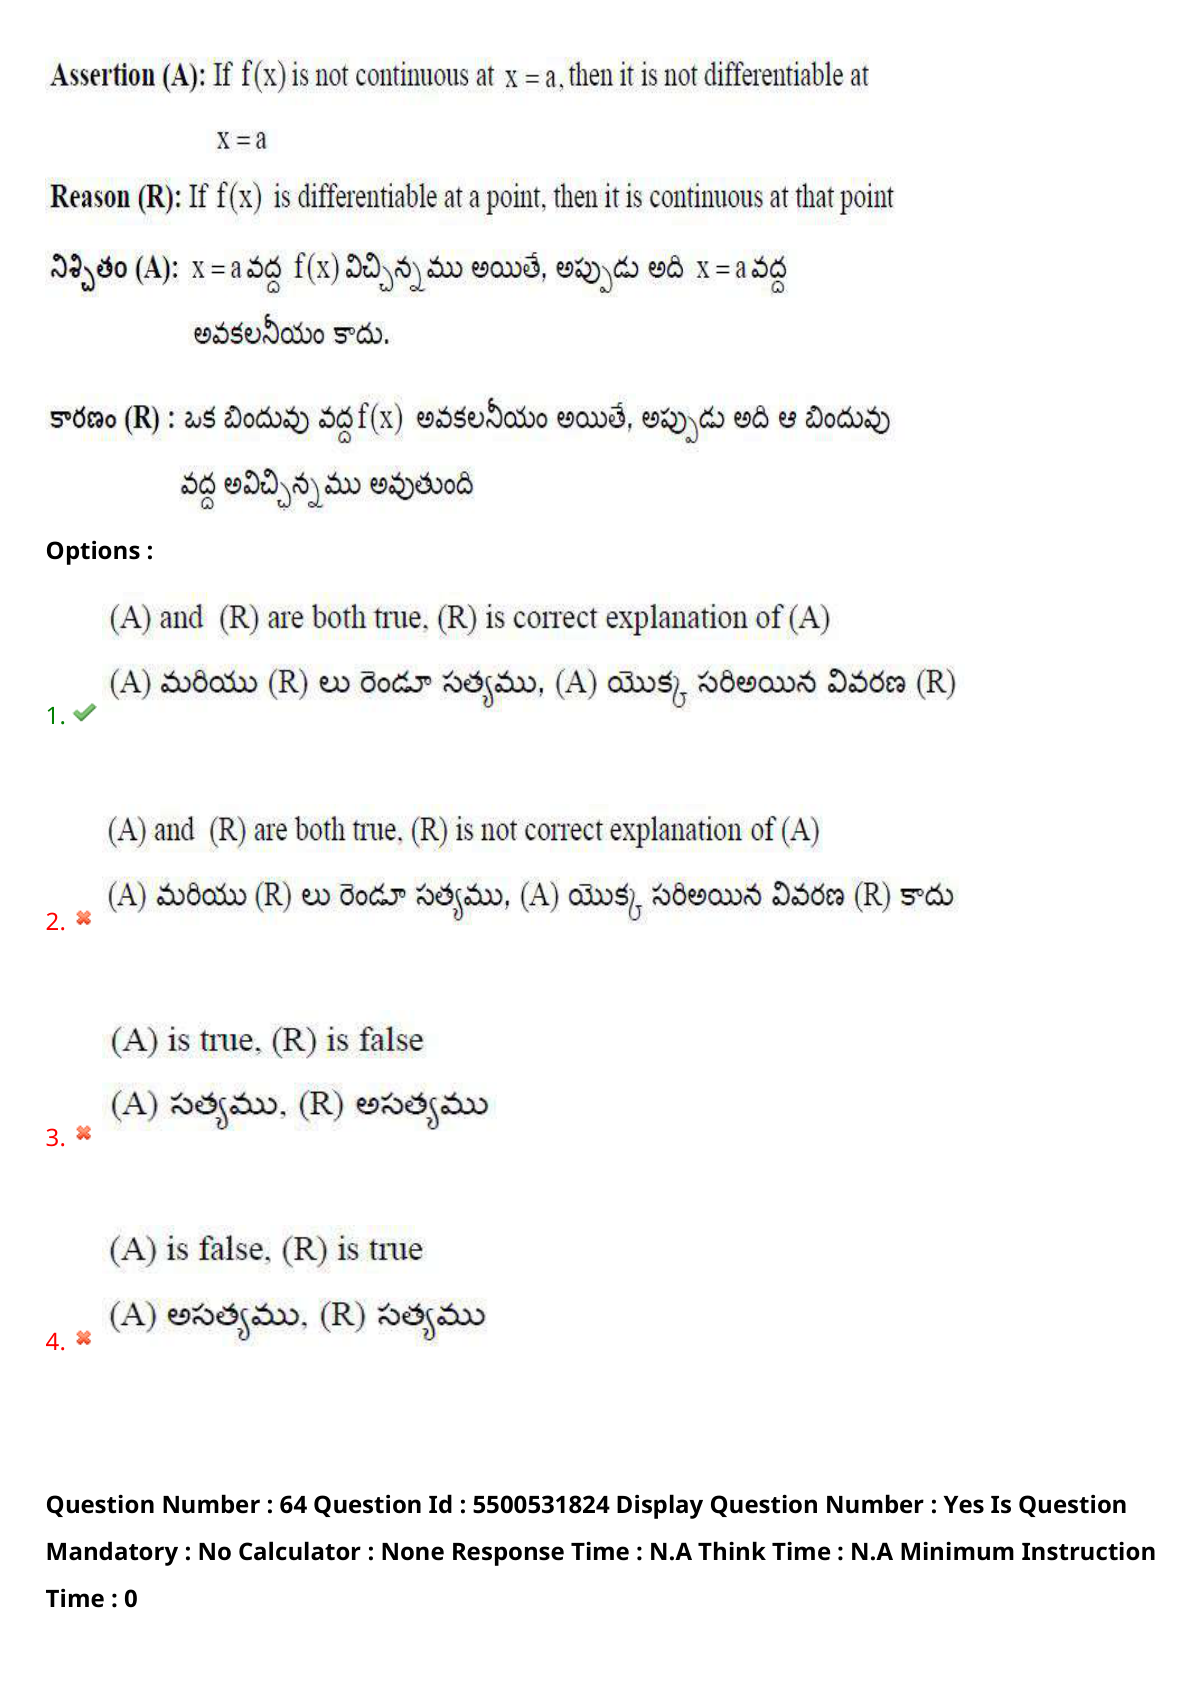 Assertion (A): If f(x) is not continuous at x = a, then it is not differentiable at
x = a
Reason (R): If f(x) is differentiable at a point, then it is continuous at that point
నిశ్చితం (A): x = a వద్ద f(x) విచ్ఛిన్నము అయితే, అప్పుడు అది x = a వద్ద
అవకలనీయం కాదు.
కారణం (R) : ఒక బిందువు వద్ద f(x) అవకలనీయం అయితే, అప్పుడు అది ఆ బిందువు
వద్ద అవిచ్ఛిన్నము అవుతుంది
Options :
(A) and (R) are both true, (R) is correct explanation of (A)
(A) మరియు (R) లు రెండూ సత్యము, (A) యొక్క సరిఅయిన వివరణ (R)
1.
(A) and (R) are both true, (R) is not correct explanation of (A)
(A) మరియు (R) లు రెండూ సత్యము, (A) యొక్క సరిఅయిన వివరణ (R) కాదు
2.
(A) is true, (R) is false
(A) సత్యము, (R) అసత్యము
3.
(A) is false, (R) is true
(A) అసత్యము, (R) సత్యము
4.
Question Number : 64 Question Id : 5500531824 Display Question Number : Yes Is Question
Mandatory : No Calculator : None Response Time : N.A Think Time : N.A Minimum Instruction
Time : 0